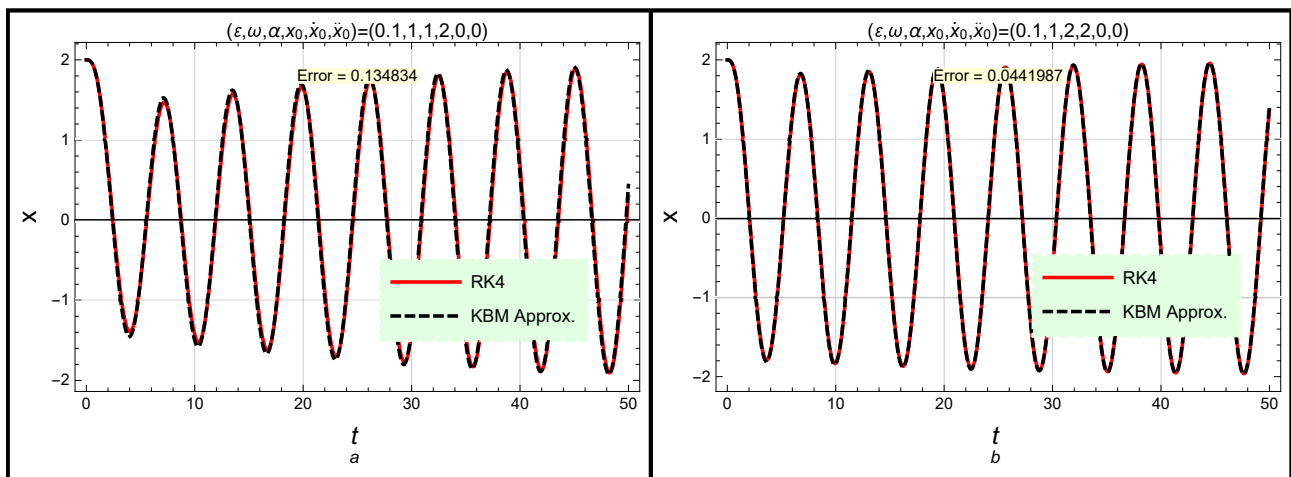 (ε,ω,α,x₀,ẋ₀,ẍ₀)=(0.1,1,1,2,0,0)
Error = 0.134834
2
1
0
−1
−2
x
RK4
KBM Approx.
0 10 20 30 40 50
t
a
(ε,ω,α,x₀,ẋ₀,ẍ₀)=(0.1,1,2,2,0,0)
Error = 0.0441987
2
1
0
−1
−2
x
RK4
KBM Approx.
0 10 20 30 40 50
t
b